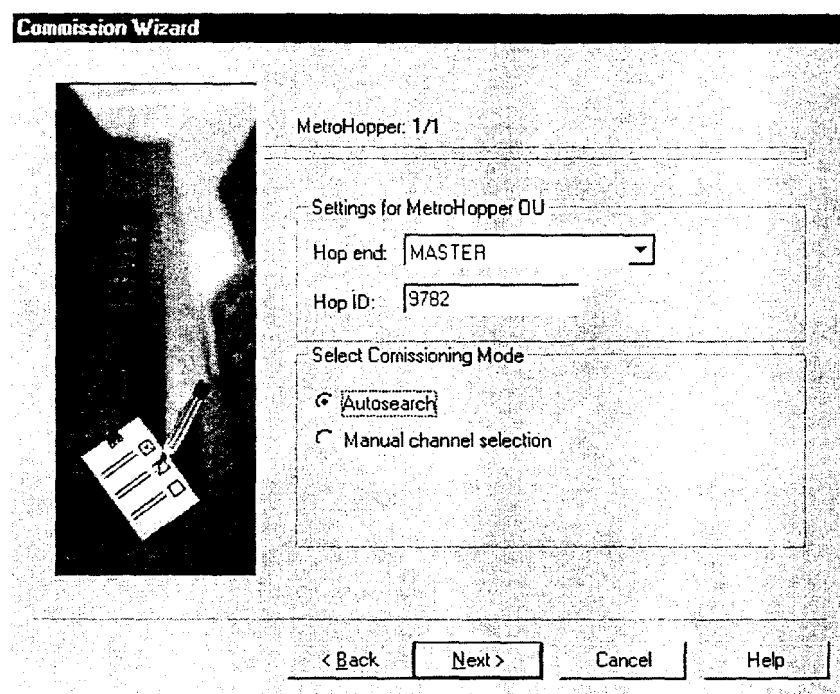 Commission Wizard
MetroHopper: 1/1
Settings for MetroHopper OU
Hop end: MASTER
Hop ID: 9782
Select Comissioning Mode
Autosearch
Manual channel selection
< Back Next > Cancel Help